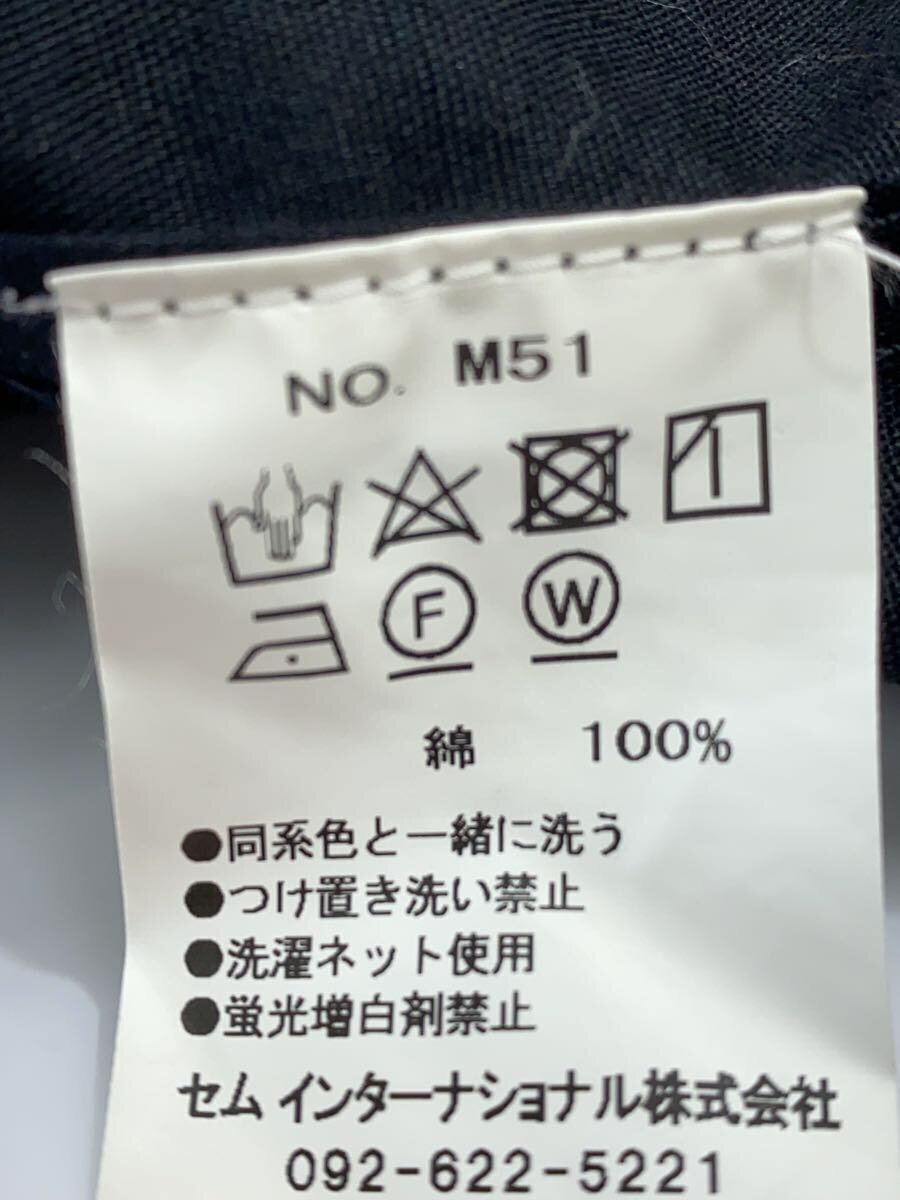 NO. M51
F W
綿 100%
●同系色と一緒に洗う
●つけ置き洗い禁止
●洗濯ネット使用
●蛍光増白剤禁止
セム インターナショナル株式会社
092-622-5221